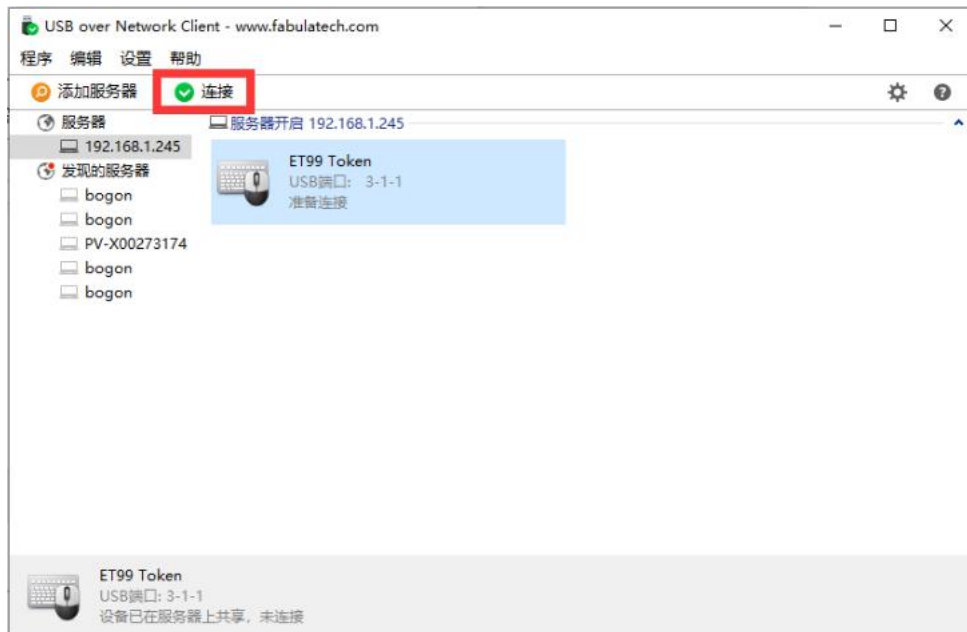 USB over Network Client - www.fabulatech.com
程序 编辑 设置 帮助
添加服务器 连接
服务器
192.168.1.245
发现的服务器
bogon
bogon
PV-X00273174
bogon
bogon
服务器开启 192.168.1.245
ET99 Token
USB端口: 3-1-1
准备连接
ET99 Token
USB端口: 3-1-1
设备已在服务器上共享, 未连接